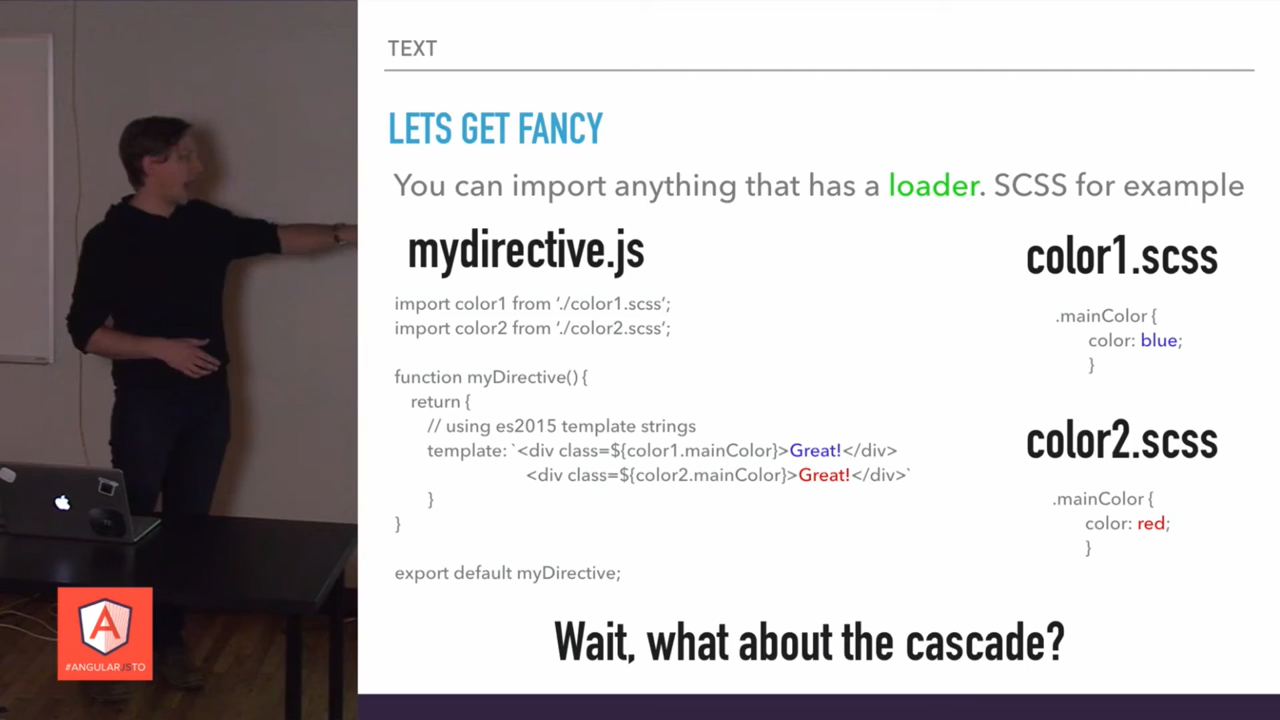 TEXT
LETS GET FANCY
You can import anything that has a loader. SCSS for example
mydirective.js
import color1 from ‘./color1.scss’;
import color2 from ‘./color2.scss’;
function myDirective() {
return {
// using es2015 template strings
template: `<div class=${color1.mainColor}>Great!</div>
<div class=${color2.mainColor}>Great!</div>`
}
}
export default myDirective;
color1.scss
.mainColor {
color: blue;
}
color2.scss
.mainColor {
color: red;
}
Wait, what about the cascade?
A
#ANGULARJSTO